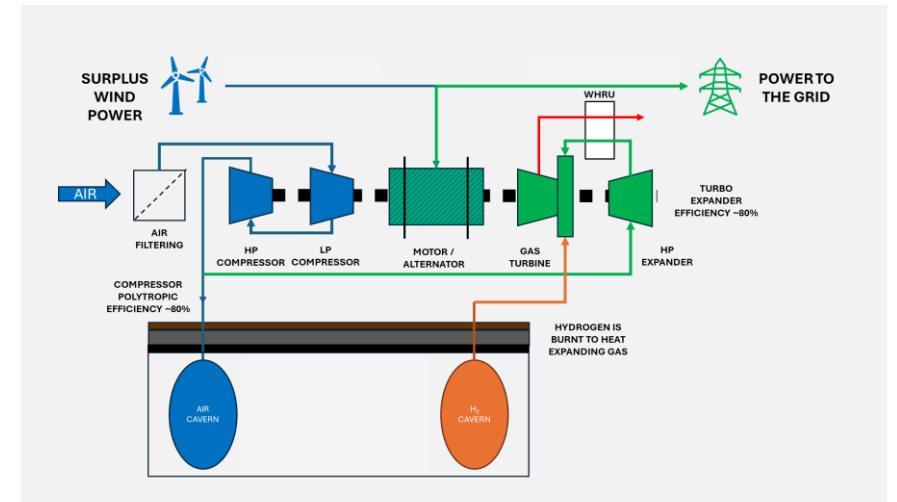 SURPLUS
WIND
POWER
POWER TO
THE GRID
WHRU
AIR
AIR
FILTERING
HP
COMPRESSOR
LP
COMPRESSOR
MOTOR /
ALTERNATOR
GAS
TURBINE
HP
EXPANDER
TURBO
EXPANDER
EFFICIENCY ~80%
COMPRESSOR
POLYTROPIC
EFFICIENCY ~80%
HYDROGEN IS
BURNT TO HEAT
EXPANDING GAS
AIR
CAVERN
H₂
CAVERN